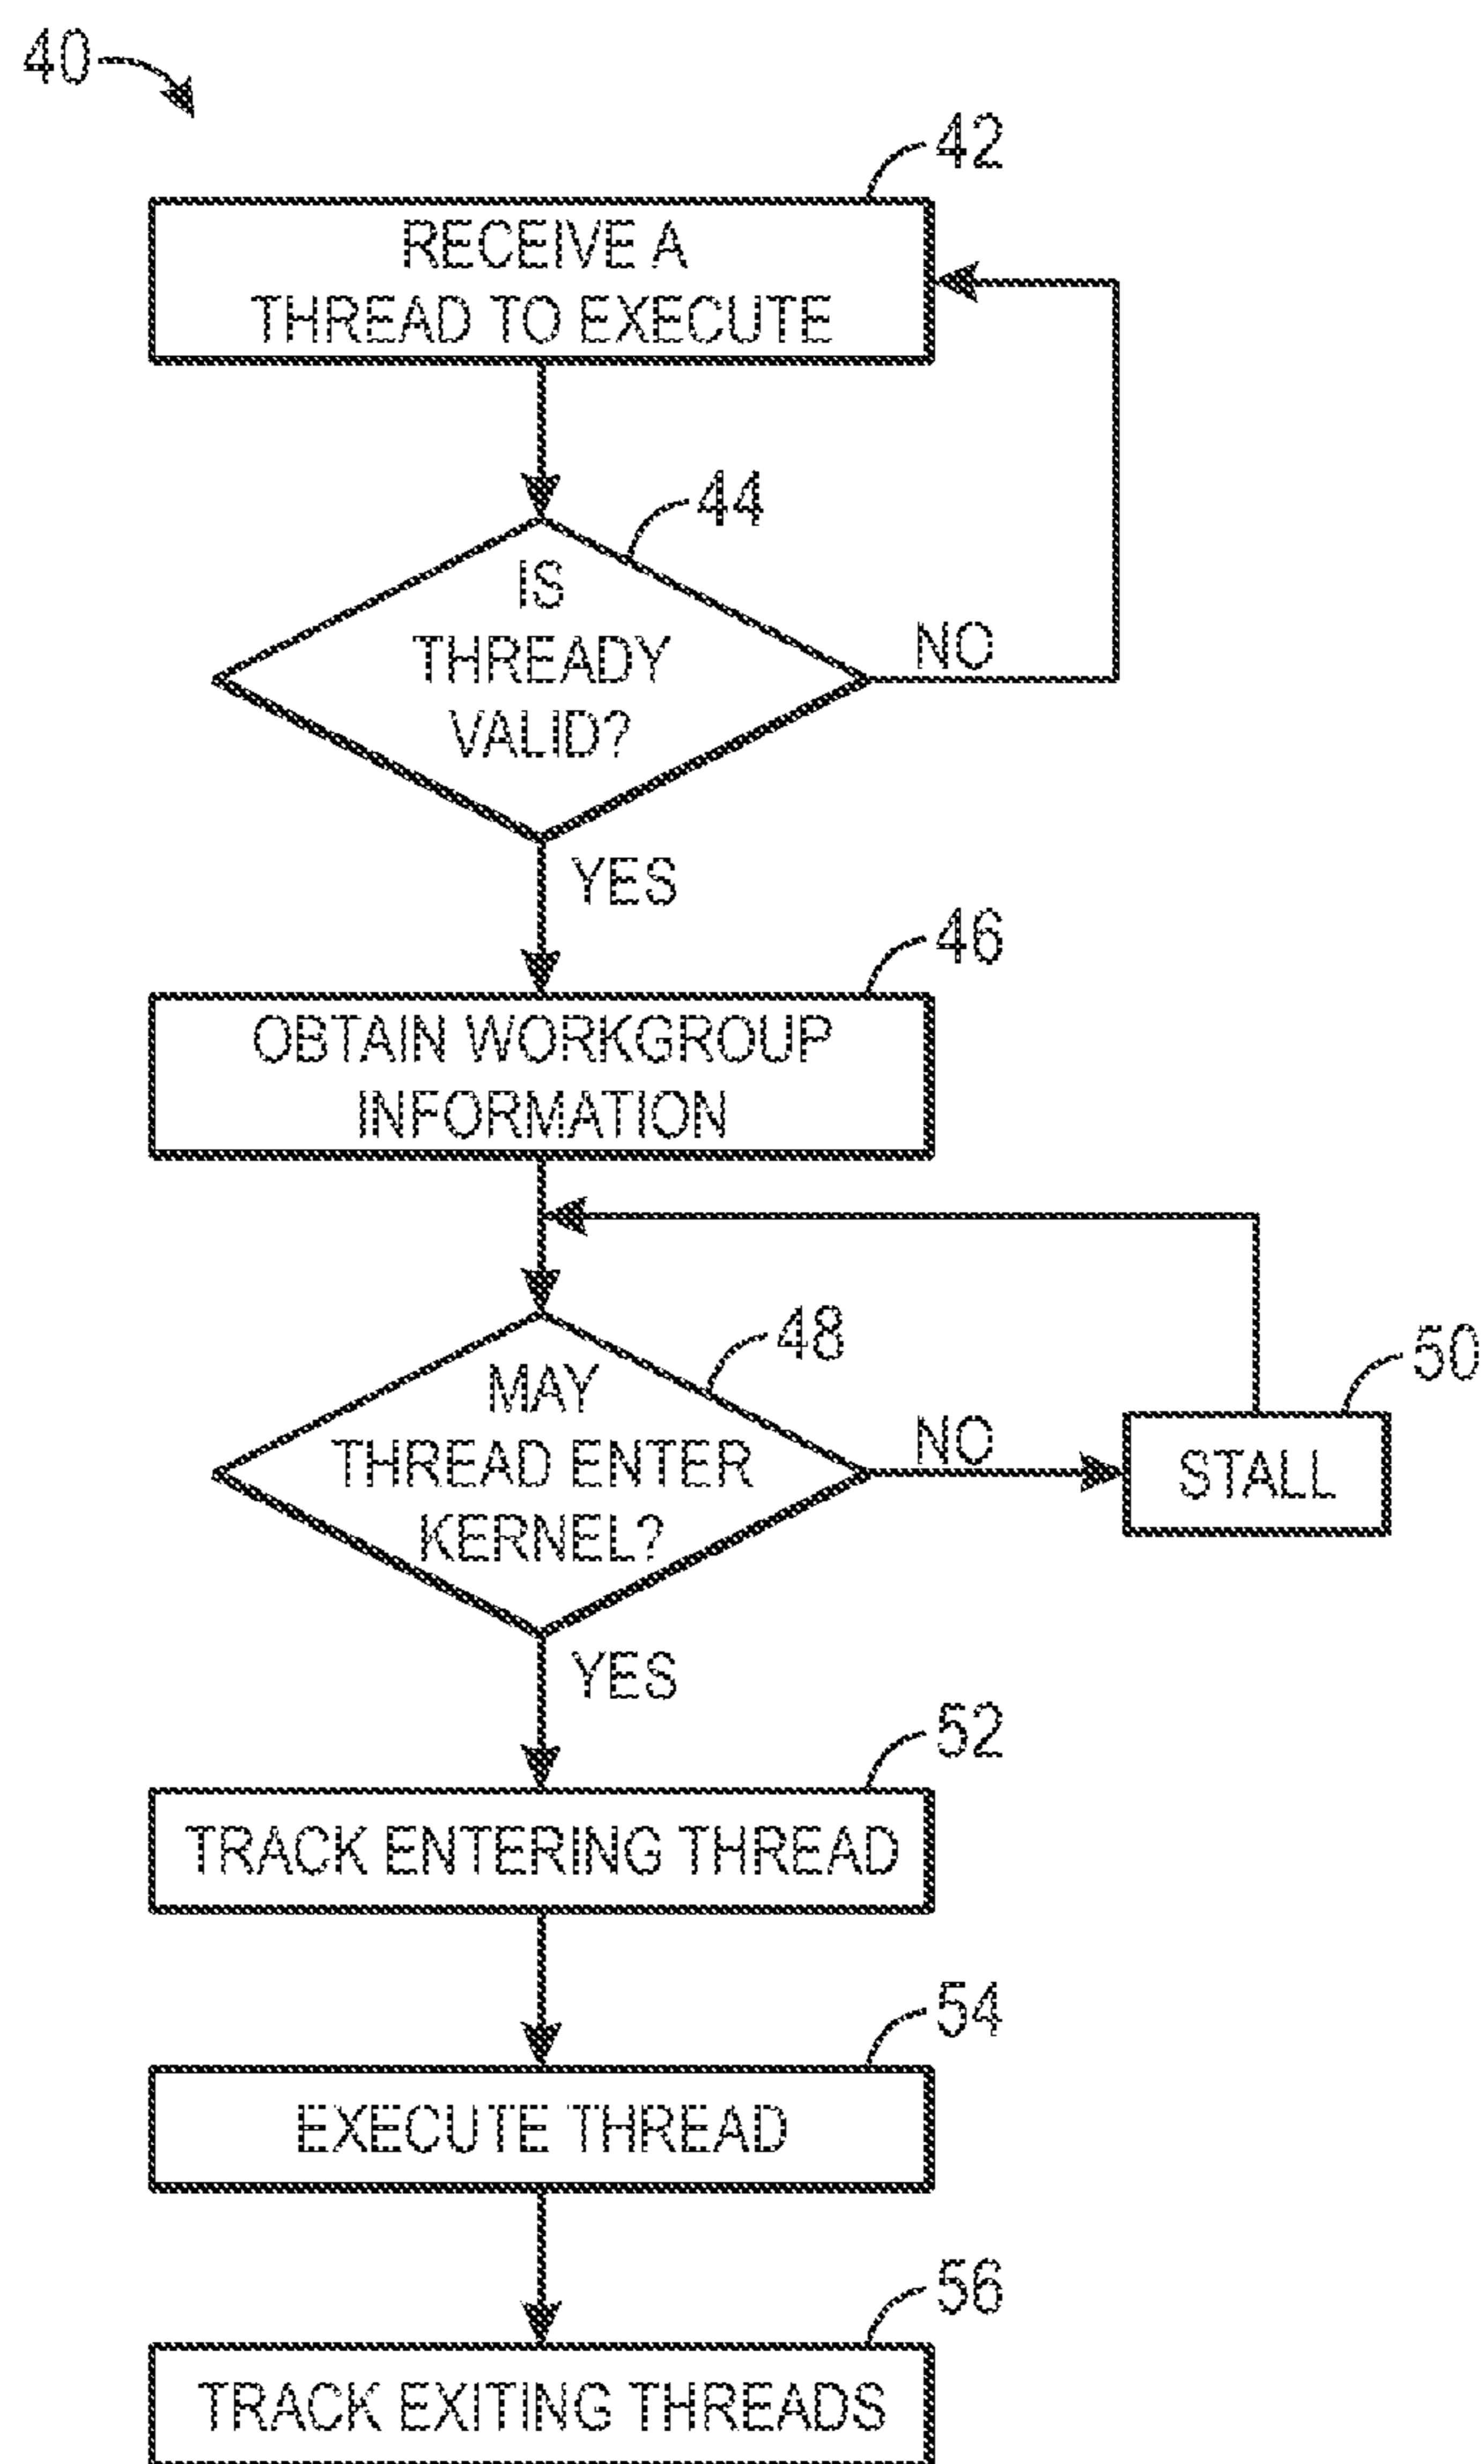 40
42
RECEIVE A
THREAD TO EXECUTE
44
IS
THREADY
VALID?
NO
YES
46
OBTAIN WORKGROUP
INFORMATION
48
MAY
THREAD ENTER
KERNEL?
NO
50
STALL
YES
52
TRACK ENTERING THREAD
54
EXECUTE THREAD
56
TRACK EXITING THREADS